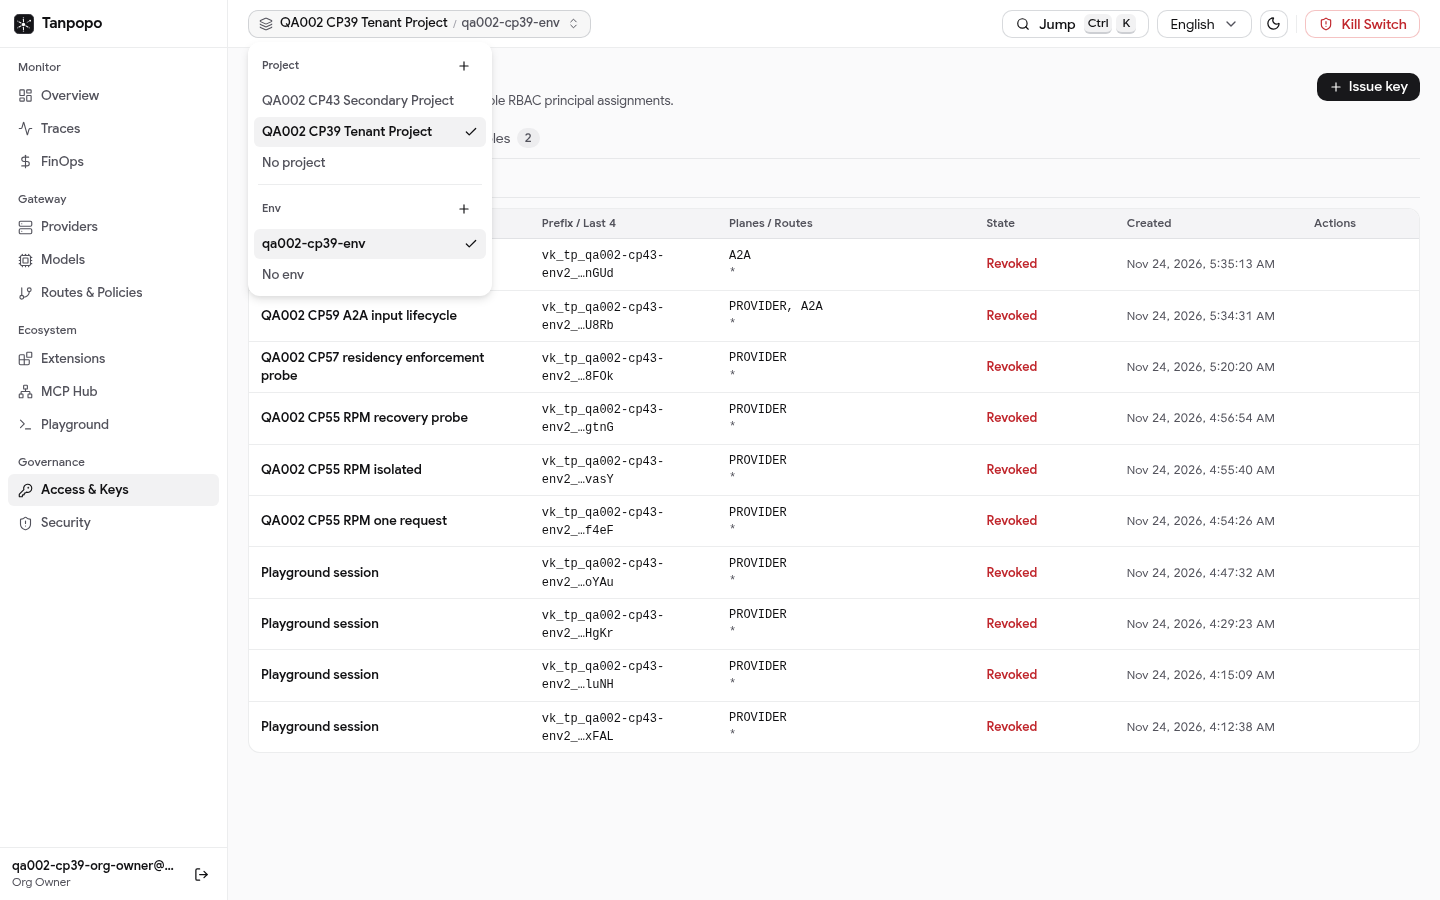 Tanpopo
QA002 CP39 Tenant Project / qa002-cp39-env
Jump Ctrl K
English
Kill Switch
Monitor
Overview
Traces
FinOps
Gateway
Providers
Models
Routes & Policies
Ecosystem
Extensions
MCP Hub
Playground
Governance
Access & Keys
Security
qa002-cp39-org-owner@...
Org Owner
Project
QA002 CP43 Secondary Project
QA002 CP39 Tenant Project
No project
Env
qa002-cp39-env
No env
RBAC principal assignments.
Issue key
2
Prefix / Last 4 Planes / Routes State Created Actions
vk_tp_qa002-cp43-
env2_…nGUd
A2A
*
Revoked
Nov 24, 2026, 5:35:13 AM
QA002 CP59 A2A input lifecycle
vk_tp_qa002-cp43-
env2_…U8Rb
PROVIDER, A2A
*
Revoked
Nov 24, 2026, 5:34:31 AM
QA002 CP57 residency enforcement
probe
vk_tp_qa002-cp43-
env2_…8FOk
PROVIDER
*
Revoked
Nov 24, 2026, 5:20:20 AM
QA002 CP55 RPM recovery probe
vk_tp_qa002-cp43-
env2_…gtnG
PROVIDER
*
Revoked
Nov 24, 2026, 4:56:54 AM
QA002 CP55 RPM isolated
vk_tp_qa002-cp43-
env2_…vasY
PROVIDER
*
Revoked
Nov 24, 2026, 4:55:40 AM
QA002 CP55 RPM one request
vk_tp_qa002-cp43-
env2_…f4eF
PROVIDER
*
Revoked
Nov 24, 2026, 4:54:26 AM
Playground session
vk_tp_qa002-cp43-
env2_…oYAu
PROVIDER
*
Revoked
Nov 24, 2026, 4:47:32 AM
Playground session
vk_tp_qa002-cp43-
env2_…HgKr
PROVIDER
*
Revoked
Nov 24, 2026, 4:29:23 AM
Playground session
vk_tp_qa002-cp43-
env2_…luNH
PROVIDER
*
Revoked
Nov 24, 2026, 4:15:09 AM
Playground session
vk_tp_qa002-cp43-
env2_…xFAL
PROVIDER
*
Revoked
Nov 24, 2026, 4:12:38 AM